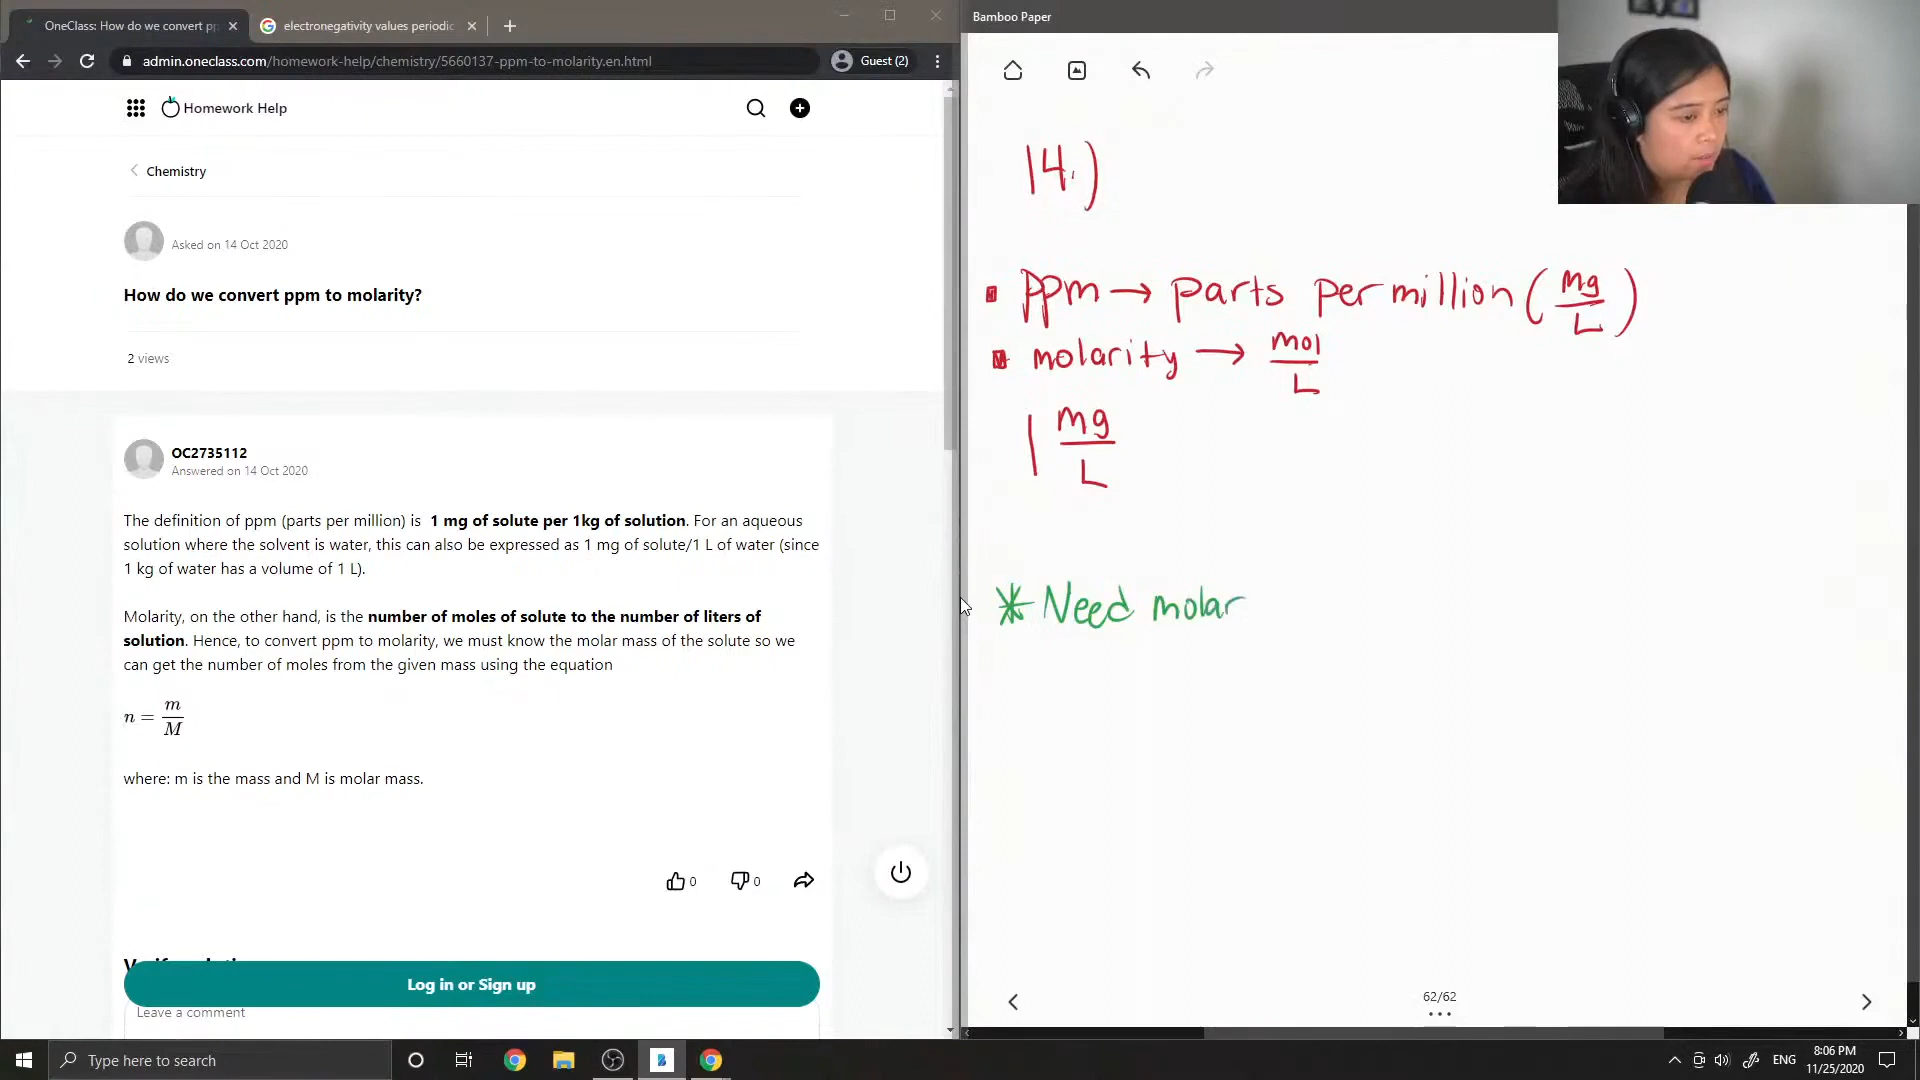 OneClass: How do we convert pp
electronegativity values periodic
admin.oneclass.com/homework-help/chemistry/5660137-ppm-to-molarity.en.html
Guest (2)
Homework Help
Chemistry
Asked on 14 Oct 2020
How do we convert ppm to molarity?
2 views
OC2735112
Answered on 14 Oct 2020
The definition of ppm (parts per million) is 1 mg of solute per 1kg of solution. For an aqueous
solution where the solvent is water, this can also be expressed as 1 mg of solute/1 L of water (since
1 kg of water has a volume of 1 L).
Molarity, on the other hand, is the number of moles of solute to the number of liters of
solution. Hence, to convert ppm to molarity, we must know the molar mass of the solute so we
can get the number of moles from the given mass using the equation
n = m/M
where: m is the mass and M is molar mass.
0
0
Log in or Sign up
Leave a comment
Bamboo Paper
14.)
ppm → parts per million (mg/L)
molarity → mol/L
1 mg/L
* Need molar
62/62
Type here to search
ENG
8:06 PM
11/25/2020